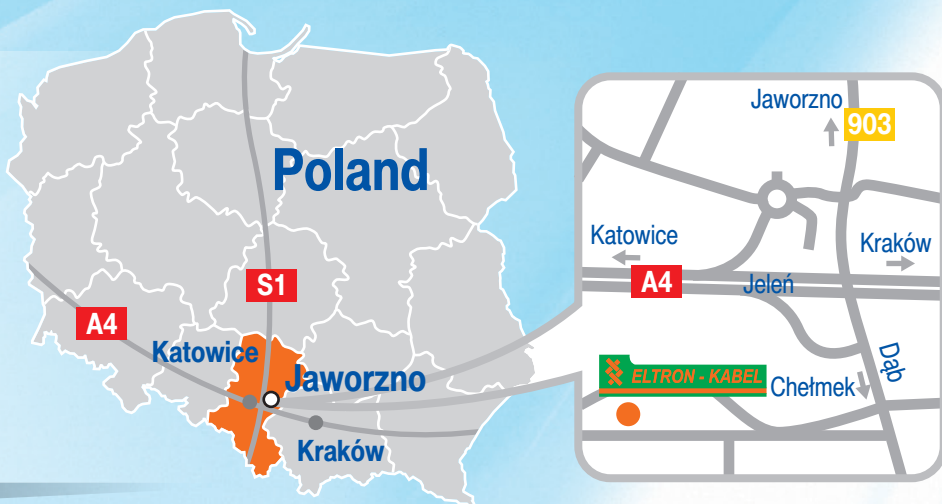 Poland
S1
A4
Katowice
Jaworzno
Kraków
Jaworzno
903
Katowice
Kraków
A4
Jeleń
Dąb
ELTRON - KABEL
Chełmek